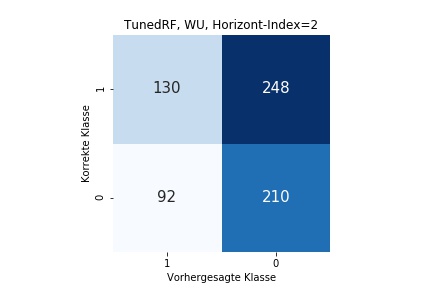 TunedRF, WU, Horizont-Index=2
Korrekte Klasse
1
130
248
0
92
210
1
0
Vorhergesagte Klasse